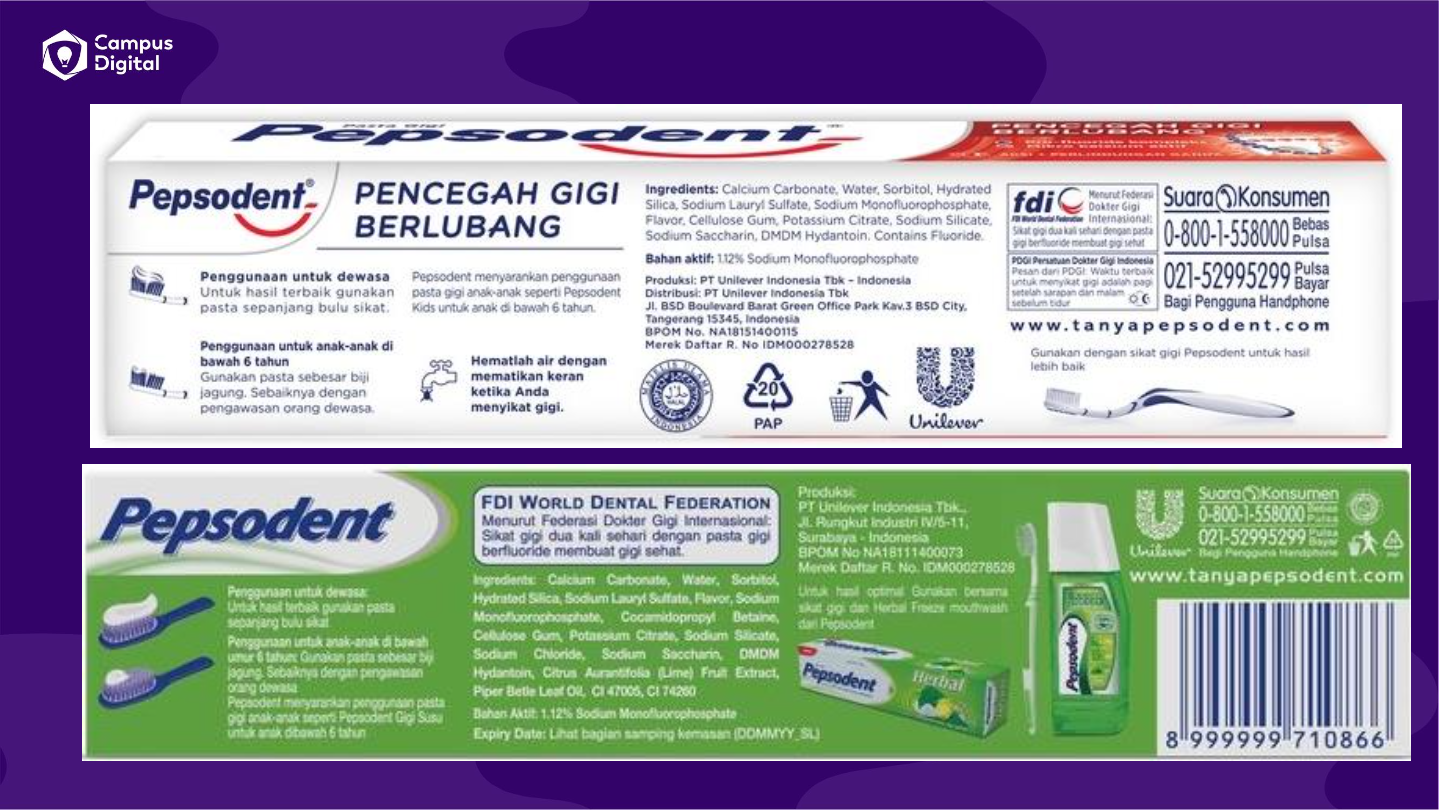 Campus
Digital
Pasta Gigi
Pepsodent
PENCEGAH GIGI
BERLUBANG
Pepsodent®
PENCEGAH GIGI
BERLUBANG
Penggunaan untuk dewasa
Untuk hasil terbaik gunakan
pasta sepanjang bulu sikat.
Penggunaan untuk anak-anak di
bawah 6 tahun
Gunakan pasta sebesar biji
jagung. Sebaiknya dengan
pengawasan orang dewasa.
Pepsodent menyarankan penggunaan
pasta gigi anak-anak seperti Pepsodent
Kids untuk anak di bawah 6 tahun.
Hematlah air dengan
mematikan keran
ketika Anda
menyikat gigi.
Ingredients: Calcium Carbonate, Water, Sorbitol, Hydrated
Silica, Sodium Lauryl Sulfate, Sodium Monofluorophosphate,
Flavor, Cellulose Gum, Potassium Citrate, Sodium Silicate,
Sodium Saccharin, DMDM Hydantoin. Contains Fluoride.
Bahan aktif: 1.12% Sodium Monofluorophosphate
Produksi: PT Unilever Indonesia Tbk – Indonesia
Distribusi: PT Unilever Indonesia Tbk
Jl. BSD Boulevard Barat Green Office Park Kav.3 BSD City,
Tangerang 15345, Indonesia
BPOM No. NA18151400115
Merek Daftar R. No IDM000278528
MAJELIS ULAMA
HALAL
INDONESIA
20
PAP
Unilever
fdi
FDI World Dental Federation
Menurut Federasi
Dokter Gigi
Internasional:
Sikat gigi dua kali sehari dengan pasta
gigi berfluoride membuat gigi sehat
PDGI Persatuan Dokter Gigi Indonesia
Pesan dari PDGI: Waktu terbaik
untuk menyikat gigi adalah pagi
setelah sarapan dan malam
sebelum tidur
Suara Konsumen
0-800-1-558000 Bebas Pulsa
021-52995299 Pulsa Bayar
Bagi Pengguna Handphone
www.tanyapepsodent.com
Gunakan dengan sikat gigi Pepsodent untuk hasil
lebih baik
Pepsodent
Penggunaan untuk dewasa:
Untuk hasil terbaik gunakan pasta
sepanjang bulu sikat
Penggunaan untuk anak-anak di bawah
umur 6 tahun: Gunakan pasta sebesar biji
jagung. Sebaiknya dengan pengawasan
orang dewasa
Pepsodent menyarankan penggunaan pasta
gigi anak-anak seperti Pepsodent Gigi Susu
untuk anak dibawah 6 tahun
FDI WORLD DENTAL FEDERATION
Menurut Federasi Dokter Gigi Internasional:
Sikat gigi dua kali sehari dengan pasta gigi
berfluoride membuat gigi sehat.
Ingredients: Calcium Carbonate, Water, Sorbitol,
Hydrated Silica, Sodium Lauryl Sulfate, Flavor, Sodium
Monofluorophosphate, Cocamidopropyl Betaine,
Cellulose Gum, Potassium Citrate, Sodium Silicate,
Sodium Chloride, Sodium Saccharin, DMDM
Hydantoin, Citrus Aurantifolia (Lime) Fruit Extract,
Piper Betle Leaf Oil, CI 47005, CI 74260
Bahan Aktif: 1.12% Sodium Monofluorophosphate
Expiry Date: Lihat bagian samping kemasan (DDMMYY_SL)
Produksi:
PT Unilever Indonesia Tbk.,
Jl. Rungkut Industri IV/5-11,
Surabaya - Indonesia
BPOM No NA18111400073
Merek Daftar R. No. IDM000278528
Untuk hasil optimal Gunakan bersama
sikat gigi dan Herbal Freeze mouthwash
dari Pepsodent
Pepsodent
Herbal
Pepsodent
Unilever
Suara Konsumen
0-800-1-558000 Bebas Pulsa
021-52995299 Pulsa Bayar
Bagi Pengguna Handphone
www.tanyapepsodent.com
8 999999 710866